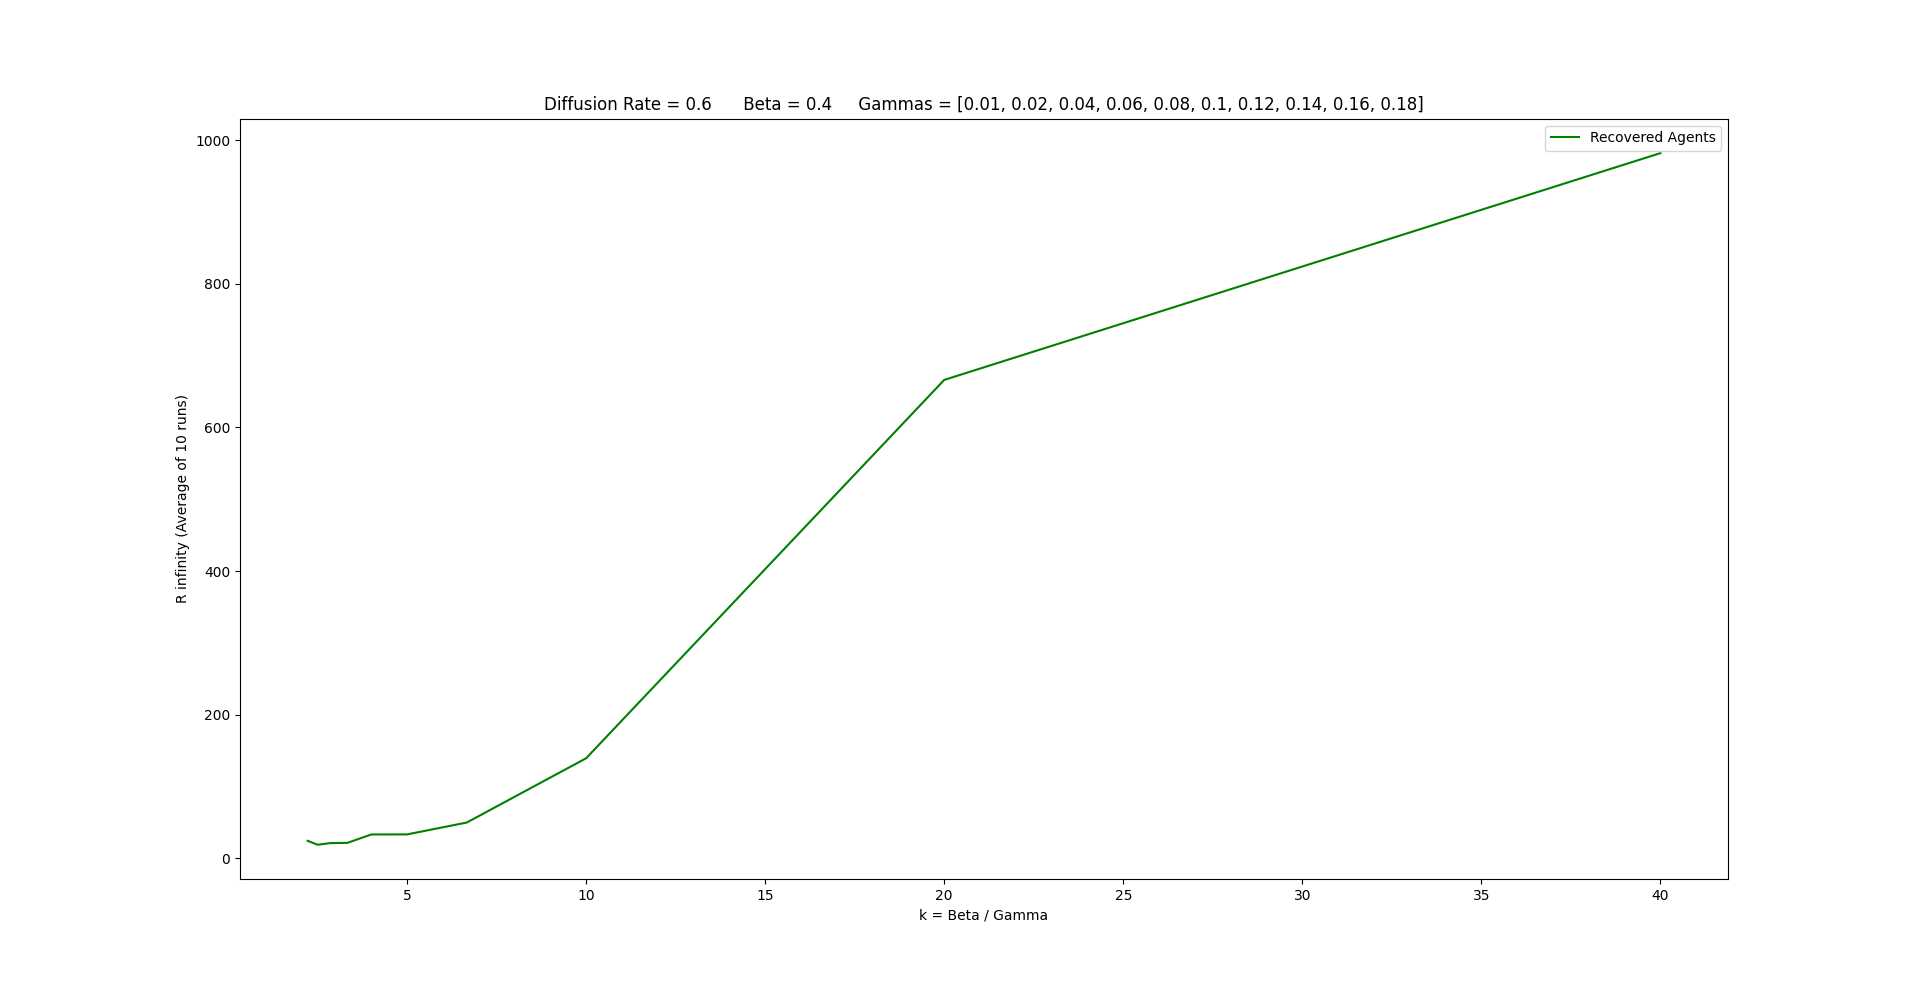 Diffusion Rate = 0.6      Beta = 0.4     Gammas = [0.01, 0.02, 0.04, 0.06, 0.08, 0.1, 0.12, 0.14, 0.16, 0.18]
Recovered Agents
R infinity (Average of 10 runs)
1000
800
600
400
200
0
5 10 15 20 25 30 35 40
k = Beta / Gamma